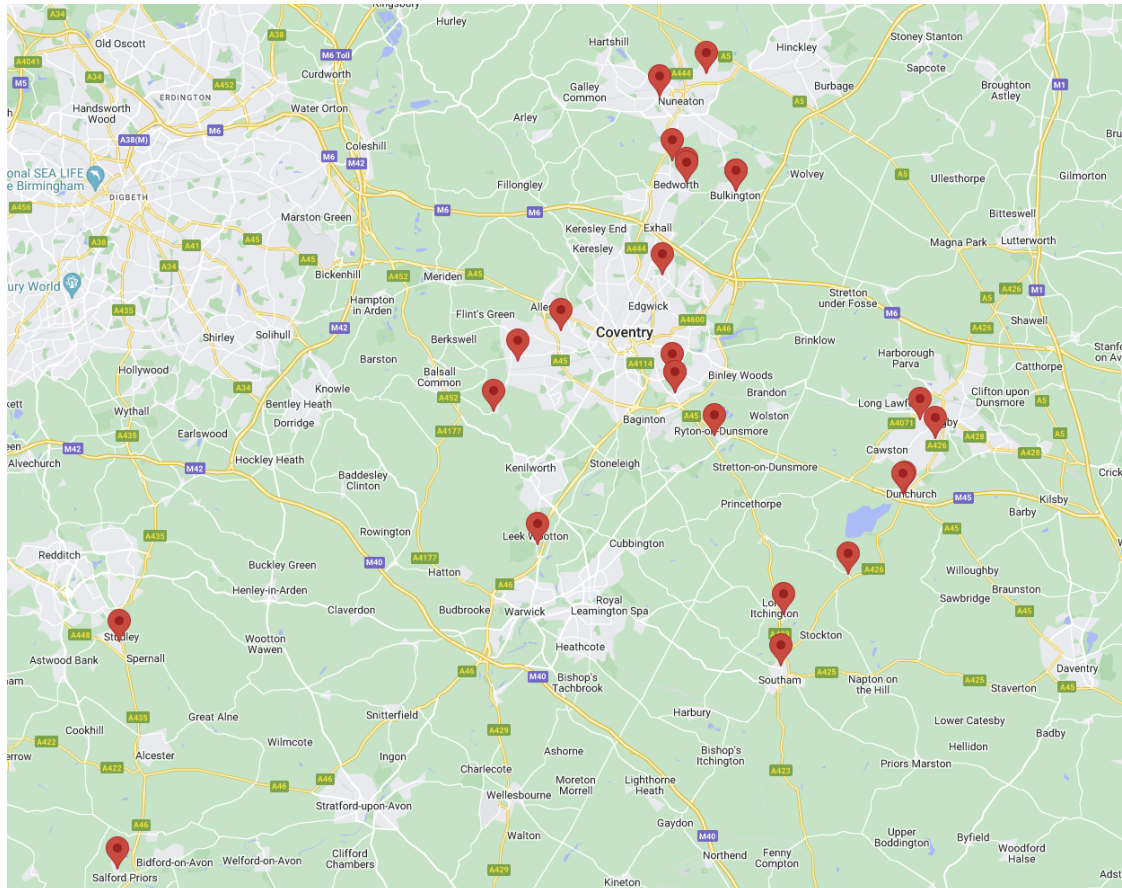 Kingsbury
A34
A38
Hurley
Old Oscott
M6 Toll
Hartshill
A5
Hinckley
Stoney Stanton
A4041
A34
Curdworth
A444
Sapcote
M5
A452
Galley
Common
Nuneaton
Burbage
Broughton
Astley
M1
ERDINGTON
Water Orton
A5
Handsworth
Wood
M6
Arley
A38(M)
Coleshill
M6
M42
SEA LIFE
Birmingham
Fillongley
Bedworth
Bulkington
Wolvey
A5
Ullesthorpe
Gilmorton
DIGBETH
A456
Marston Green
M6
M6
Bitteswell
A38
A41
A45
Keresley End
Exhall
Keresley
A444
Magna Park
Lutterworth
A45
Bickenhill
A34
A452
Meriden
A45
Hampton
in Arden
Stretton
under Fosse
A5
A426
M1
Flint's Green
Edgwick
M6
Shirley
Solihull
M42
Berkswell
Coventry
A4600
A46
A426
Shawell
Barston
Brinklow
Harborough
Parva
Hollywood
Balsall
Common
A45
A4114
Catthorpe
Knowle
A34
A452
Binley Woods
Brandon
Clifton upon
Dunsmore
A5
Wythall
Bentley Heath
Dorridge
Baginton
A45
Wolston
A4071
A435
Earlswood
A4177
Ryton-on-Dunsmore
A426
A428
A5
M42
Cawston
A428
Alvechurch
M42
Hockley Heath
Kenilworth
Stoneleigh
Stretton-on-Dunsmore
Baddesley
Clinton
Dunchurch
M45
Kilsby
Princethorpe
Barby
A435
Rowington
Leek Wootton
A45
Redditch
Cubbington
A4177
Buckley Green
M40
Hatton
A426
Willoughby
Henley-in-Arden
A46
Braunston
Claverdon
Budbrooke
Warwick
Royal
Leamington Spa
Sawbridge
A45
A448
Studley
Wootton
Wawen
Stockton
Heathcote
Astwood Bank
Spernall
A46
M40
Bishop's
Tachbrook
Southam
A425
Napton on
the Hill
A425
Staverton
Daventry
A45
A435
Great Alne
Snitterfield
Harbury
Cookhill
A429
Lower Catesby
Badby
A422
Wilmcote
Ingon
Ashorne
Bishop's
Itchington
Hellidon
Alcester
A422
A46
A46
Charlecote
Moreton
Morrell
Lighthorne
Heath
A423
Priors Marston
Stratford-upon-Avon
Wellesbourne
A46
Gaydon
Walton
M40
Upper
Boddington
Byfield
Woodford
Halse
Bidford-on-Avon
Welford-on-Avon
Clifford
Chambers
Northend
Fenny
Compton
Salford Priors
A429
Kineton